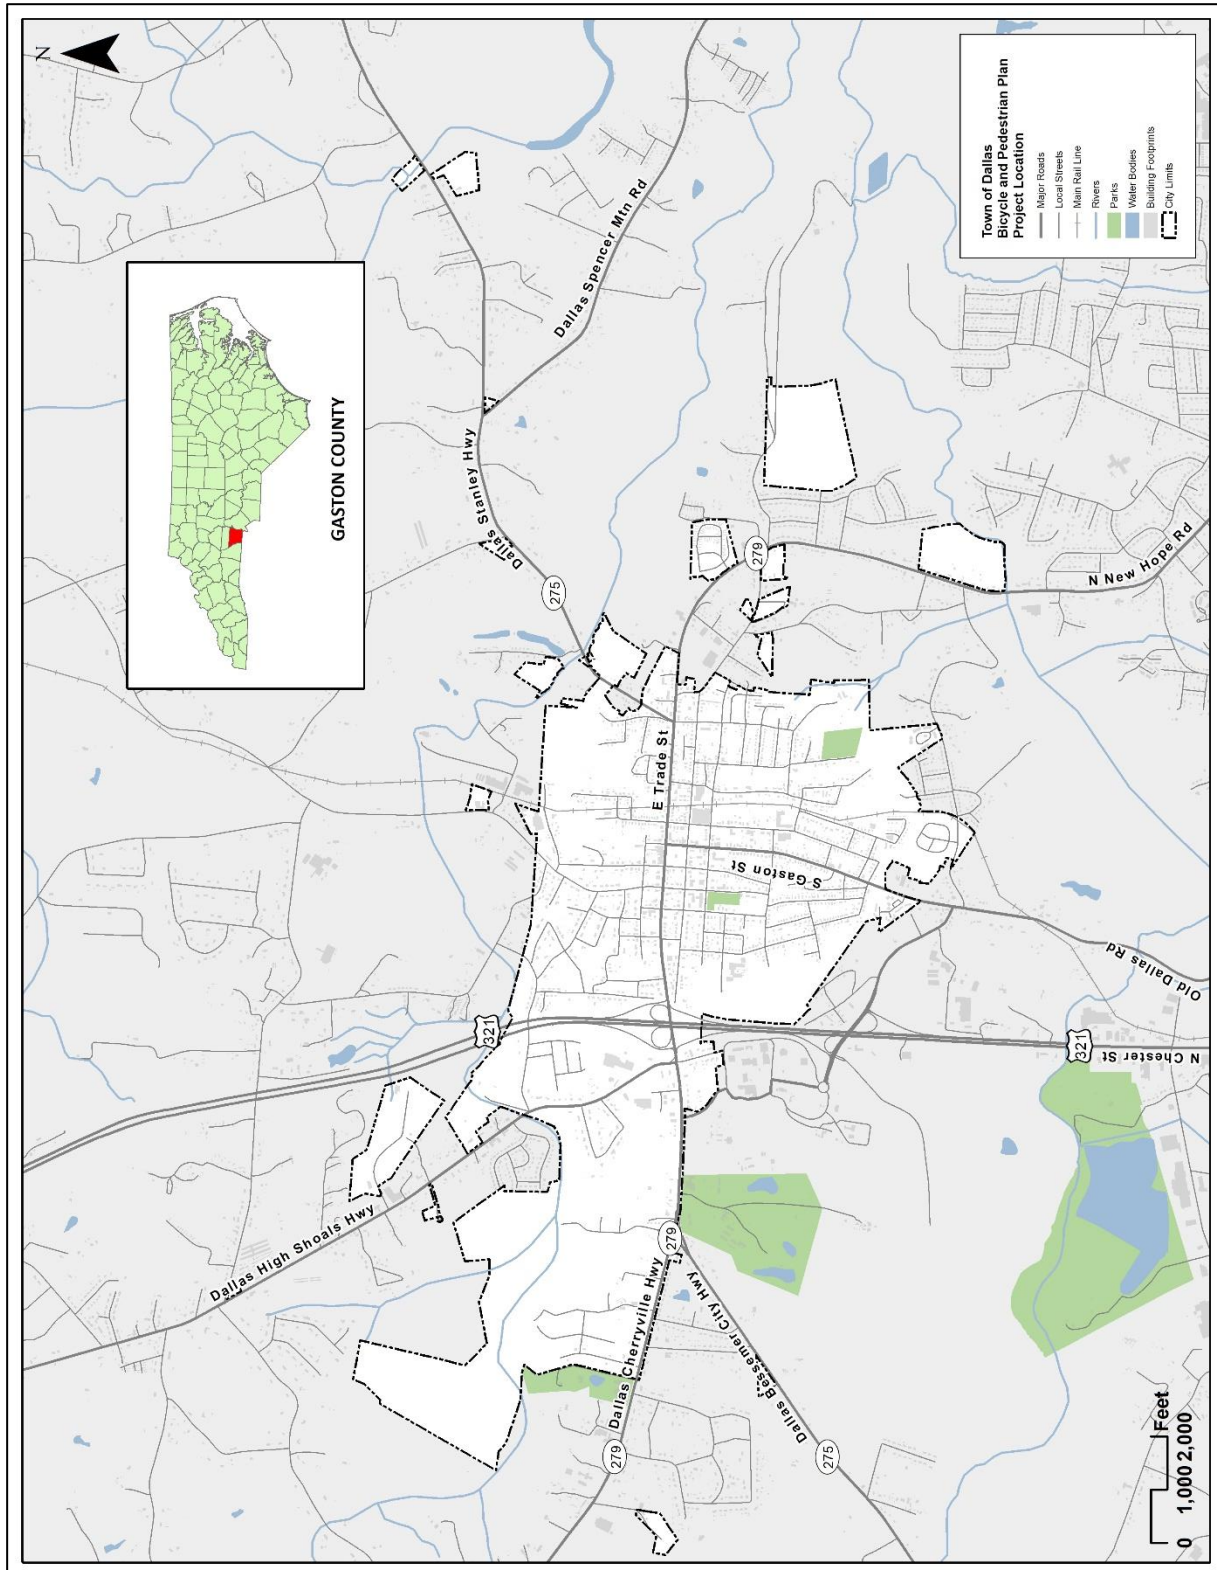 N
GASTON COUNTY
Town of Dallas
Bicycle and Pedestrian Plan
Project Location
Major Roads
Local Streets
Main Rail Line
Rivers
Parks
Water Bodies
Building Footprints
City Limits
Dallas Spencer Mtn Rd
Dallas Stanley Hwy
275
279
N New Hope Rd
E Trade St
S Gaston St
Old Dallas Rd
321
321
N Chester St
Dallas High Shoals Hwy
279
Dallas Cherryville Hwy
Dallas Bessemer City Hwy
279
275
0 1,000 2,000
Feet